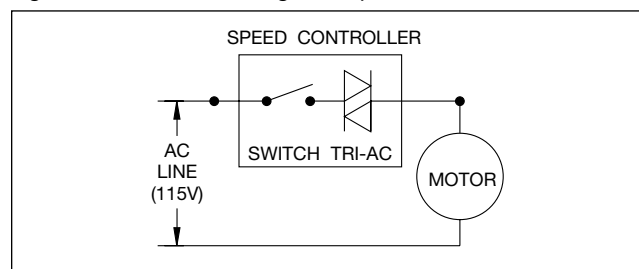 SPEED CONTROLLER
SWITCH TRI-AC
AC
LINE
(115V)
MOTOR